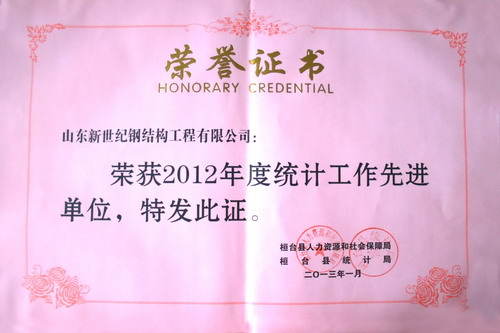 荣誉证书
HONORARY CREDENTIAL
山东新世纪钢结构工程有限公司：
荣获2012年度统计工作先进
单位，特发此证。
桓台县人力资源和社会保障局
桓台县统计局
二〇一三年一月